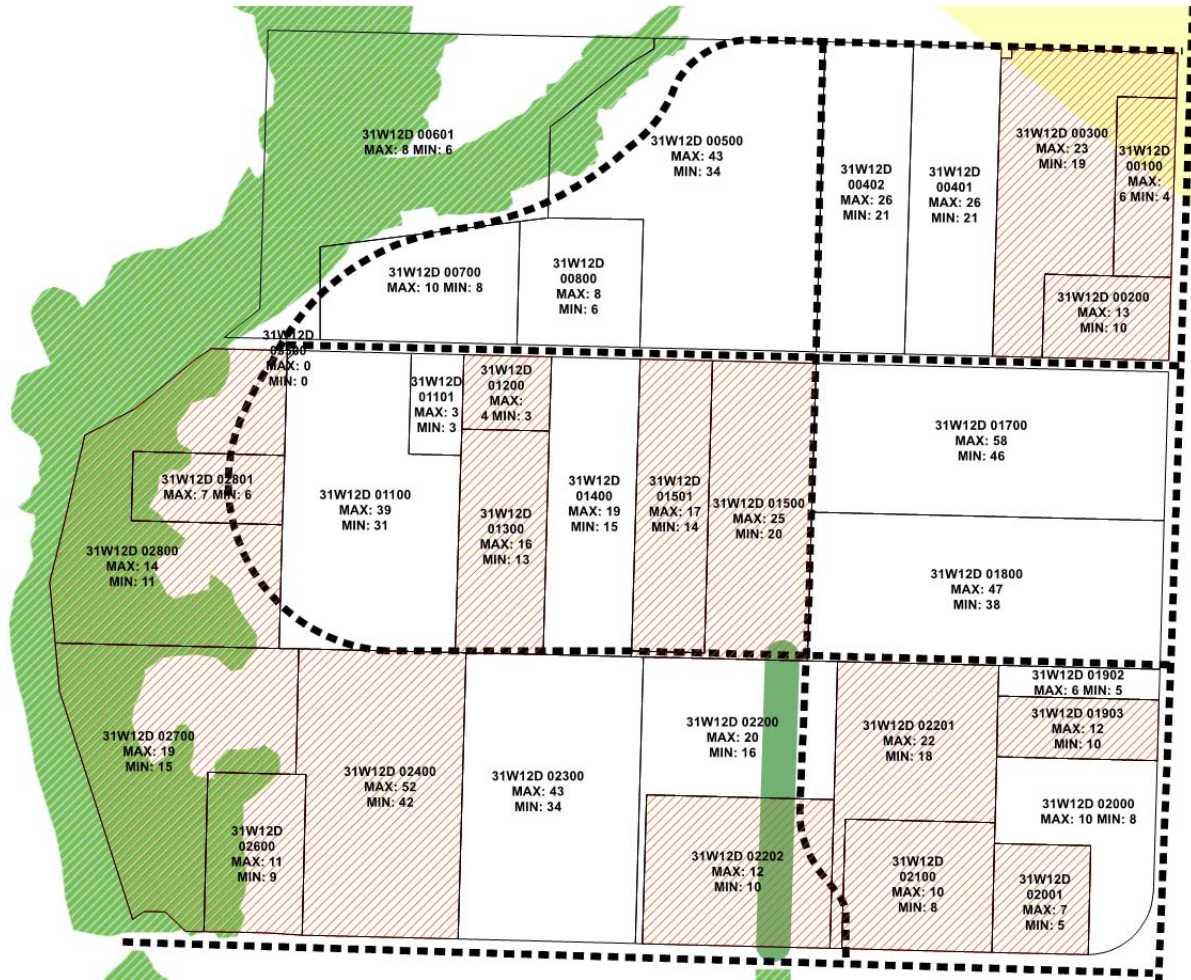 31W12D 00601
MAX: 8 MIN: 6
31W12D 00500
MAX: 43
MIN: 34
31W12D
00402
MAX: 26
MIN: 21
31W12D
00401
MAX: 26
MIN: 21
31W12D 00300
MAX: 23
MIN: 19
31W12D
00100
MAX:
6 MIN: 4
31W12D 00700
MAX: 10 MIN: 8
31W12D
00800
MAX: 8
MIN: 6
31W12D 00200
MAX: 13
MIN: 10
31W12D
MAX: 0
MIN: 0
31W12D
01101
MAX: 3
MIN: 3
31W12D
01200
MAX:
4 MIN: 3
31W12D 01700
MAX: 58
MIN: 46
31W12D 02801
MAX: 7 MIN: 6
31W12D 01100
MAX: 39
MIN: 31
31W12D
01300
MAX: 16
MIN: 13
31W12D
01400
MAX: 19
MIN: 15
31W12D
01501
MAX: 17
MIN: 14
31W12D 01500
MAX: 25
MIN: 20
31W12D 02800
MAX: 14
MIN: 11
31W12D 01800
MAX: 47
MIN: 38
31W12D 01902
MAX: 6 MIN: 5
31W12D 01903
MAX: 12
MIN: 10
31W12D 02700
MAX: 19
MIN: 15
31W12D 02400
MAX: 52
MIN: 42
31W12D 02300
MAX: 43
MIN: 34
31W12D 02200
MAX: 20
MIN: 16
31W12D 02201
MAX: 22
MIN: 18
31W12D 02000
MAX: 10 MIN: 8
31W12D
02600
MAX: 11
MIN: 9
31W12D 02202
MAX: 12
MIN: 10
31W12D
02100
MAX: 10
MIN: 8
31W12D
02001
MAX: 7
MIN: 5